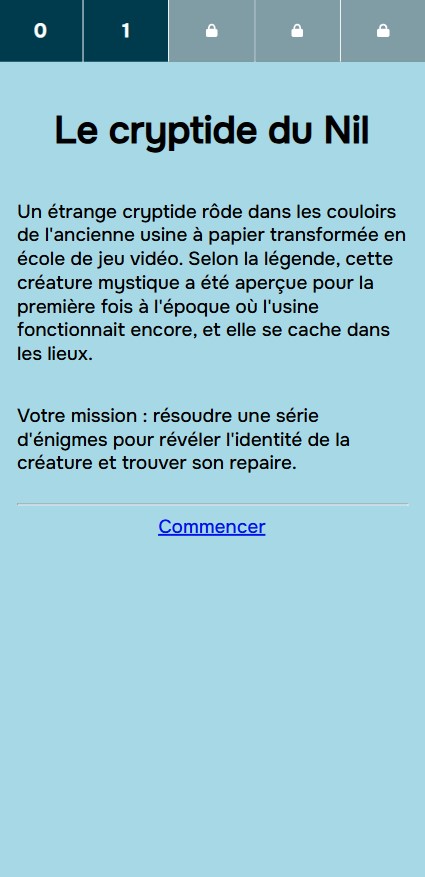 0 1
Le cryptide du Nil
Un étrange cryptide rôde dans les couloirs
de l'ancienne usine à papier transformée en
école de jeu vidéo. Selon la légende, cette
créature mystique a été aperçue pour la
première fois à l'époque où l'usine
fonctionnait encore, et elle se cache dans
les lieux.
Votre mission : résoudre une série
d'énigmes pour révéler l'identité de la
créature et trouver son repaire.
Commencer